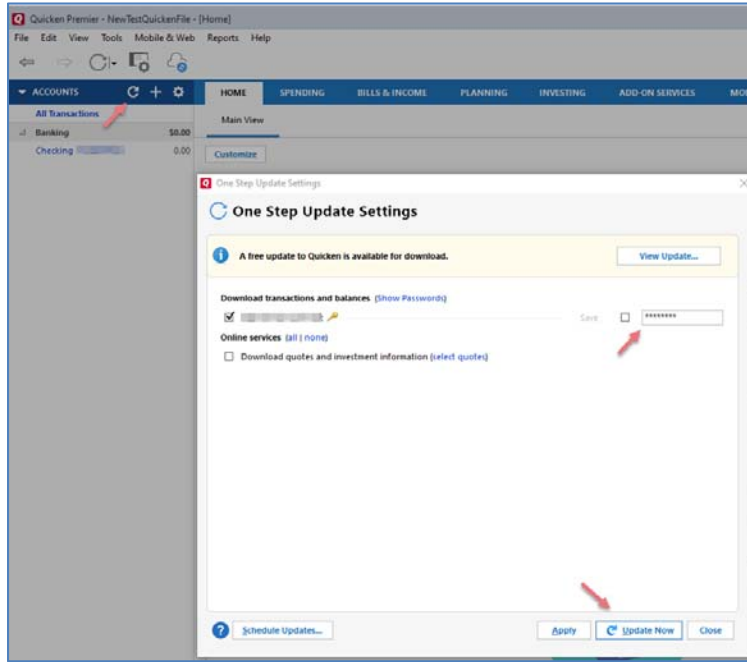 Quicken Premier - NewTestQuickenFile - [Home]
File Edit View Tools Mobile & Web Reports Help
ACCOUNTS
HOME SPENDING BILLS & INCOME PLANNING INVESTING ADD-ON SERVICES MO
All Transactions
Main View
Banking $0.00
Checking 0.00
Customize
One Step Update Settings
One Step Update Settings
A free update to Quicken is available for download. View Update...
Download transactions and balances (Show Passwords)
Save ********
Online services (all | none)
Download quotes and investment information (select quotes)
? Schedule Updates... Apply Update Now Close